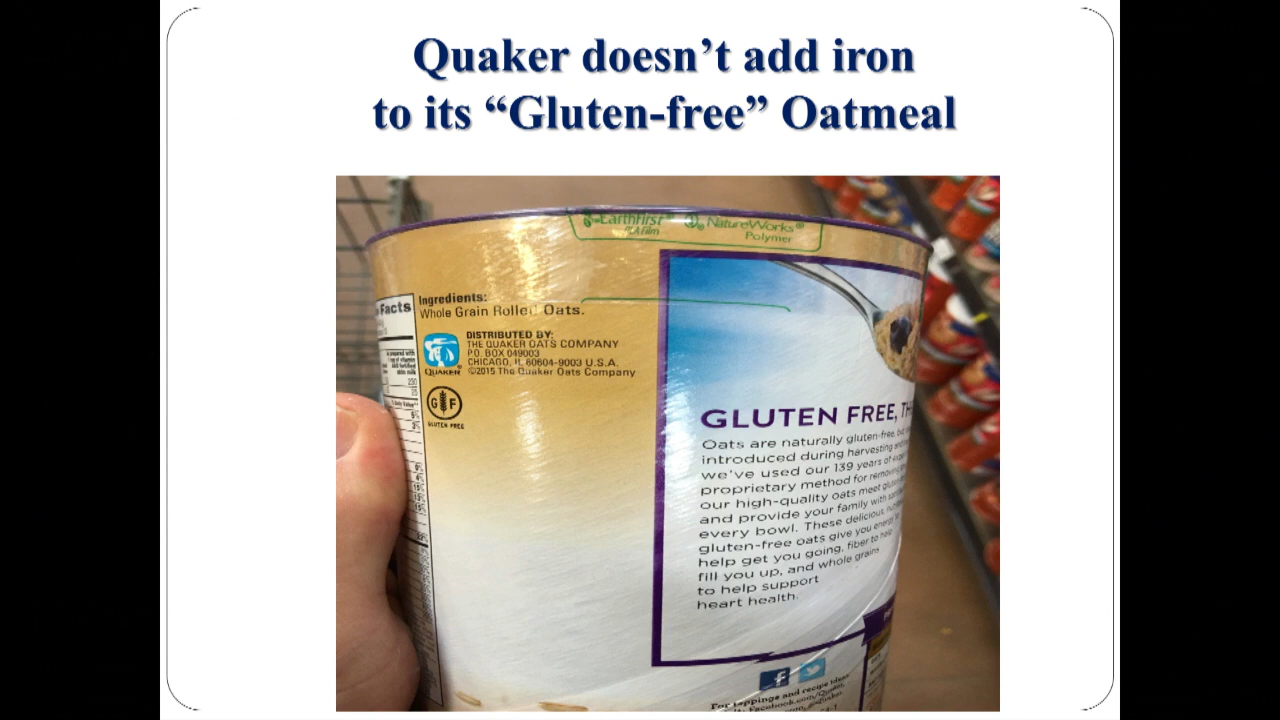 Quaker doesn’t add iron
to its “Gluten-free” Oatmeal
EarthFirst®
PLA Film
NatureWorks®
Polymer
Facts
Ingredients:
Whole Grain Rolled Oats.
DISTRIBUTED BY:
THE QUAKER OATS COMPANY
P.O. BOX 049003
CHICAGO, IL 60604-9003 U.S.A.
©2015 The Quaker Oats Company
QUAKER®
G F
GLUTEN FREE
GLUTEN FREE,
Oats are naturally gluten-free,
introduced during harvesting
we've used our 139 years of
proprietary method for removing
our high-quality oats meet
and provide your family with
every bowl. These delicious,
gluten-free oats give you energy
help get you going, fiber to help
fill you up, and whole grains
to help support
heart health.
For toppings and recipe ideas